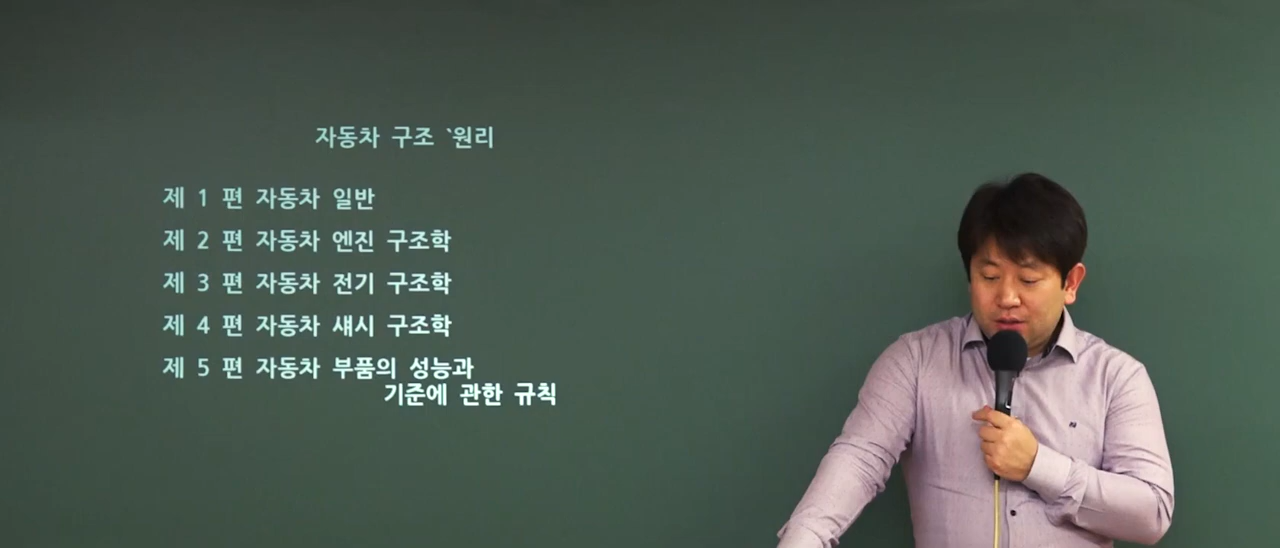 자동차 구조 `원리
제 1 편 자동차 일반
제 2 편 자동차 엔진 구조학
제 3 편 자동차 전기 구조학
제 4 편 자동차 섀시 구조학
제 5 편 자동차 부품의 성능과
기준에 관한 규칙